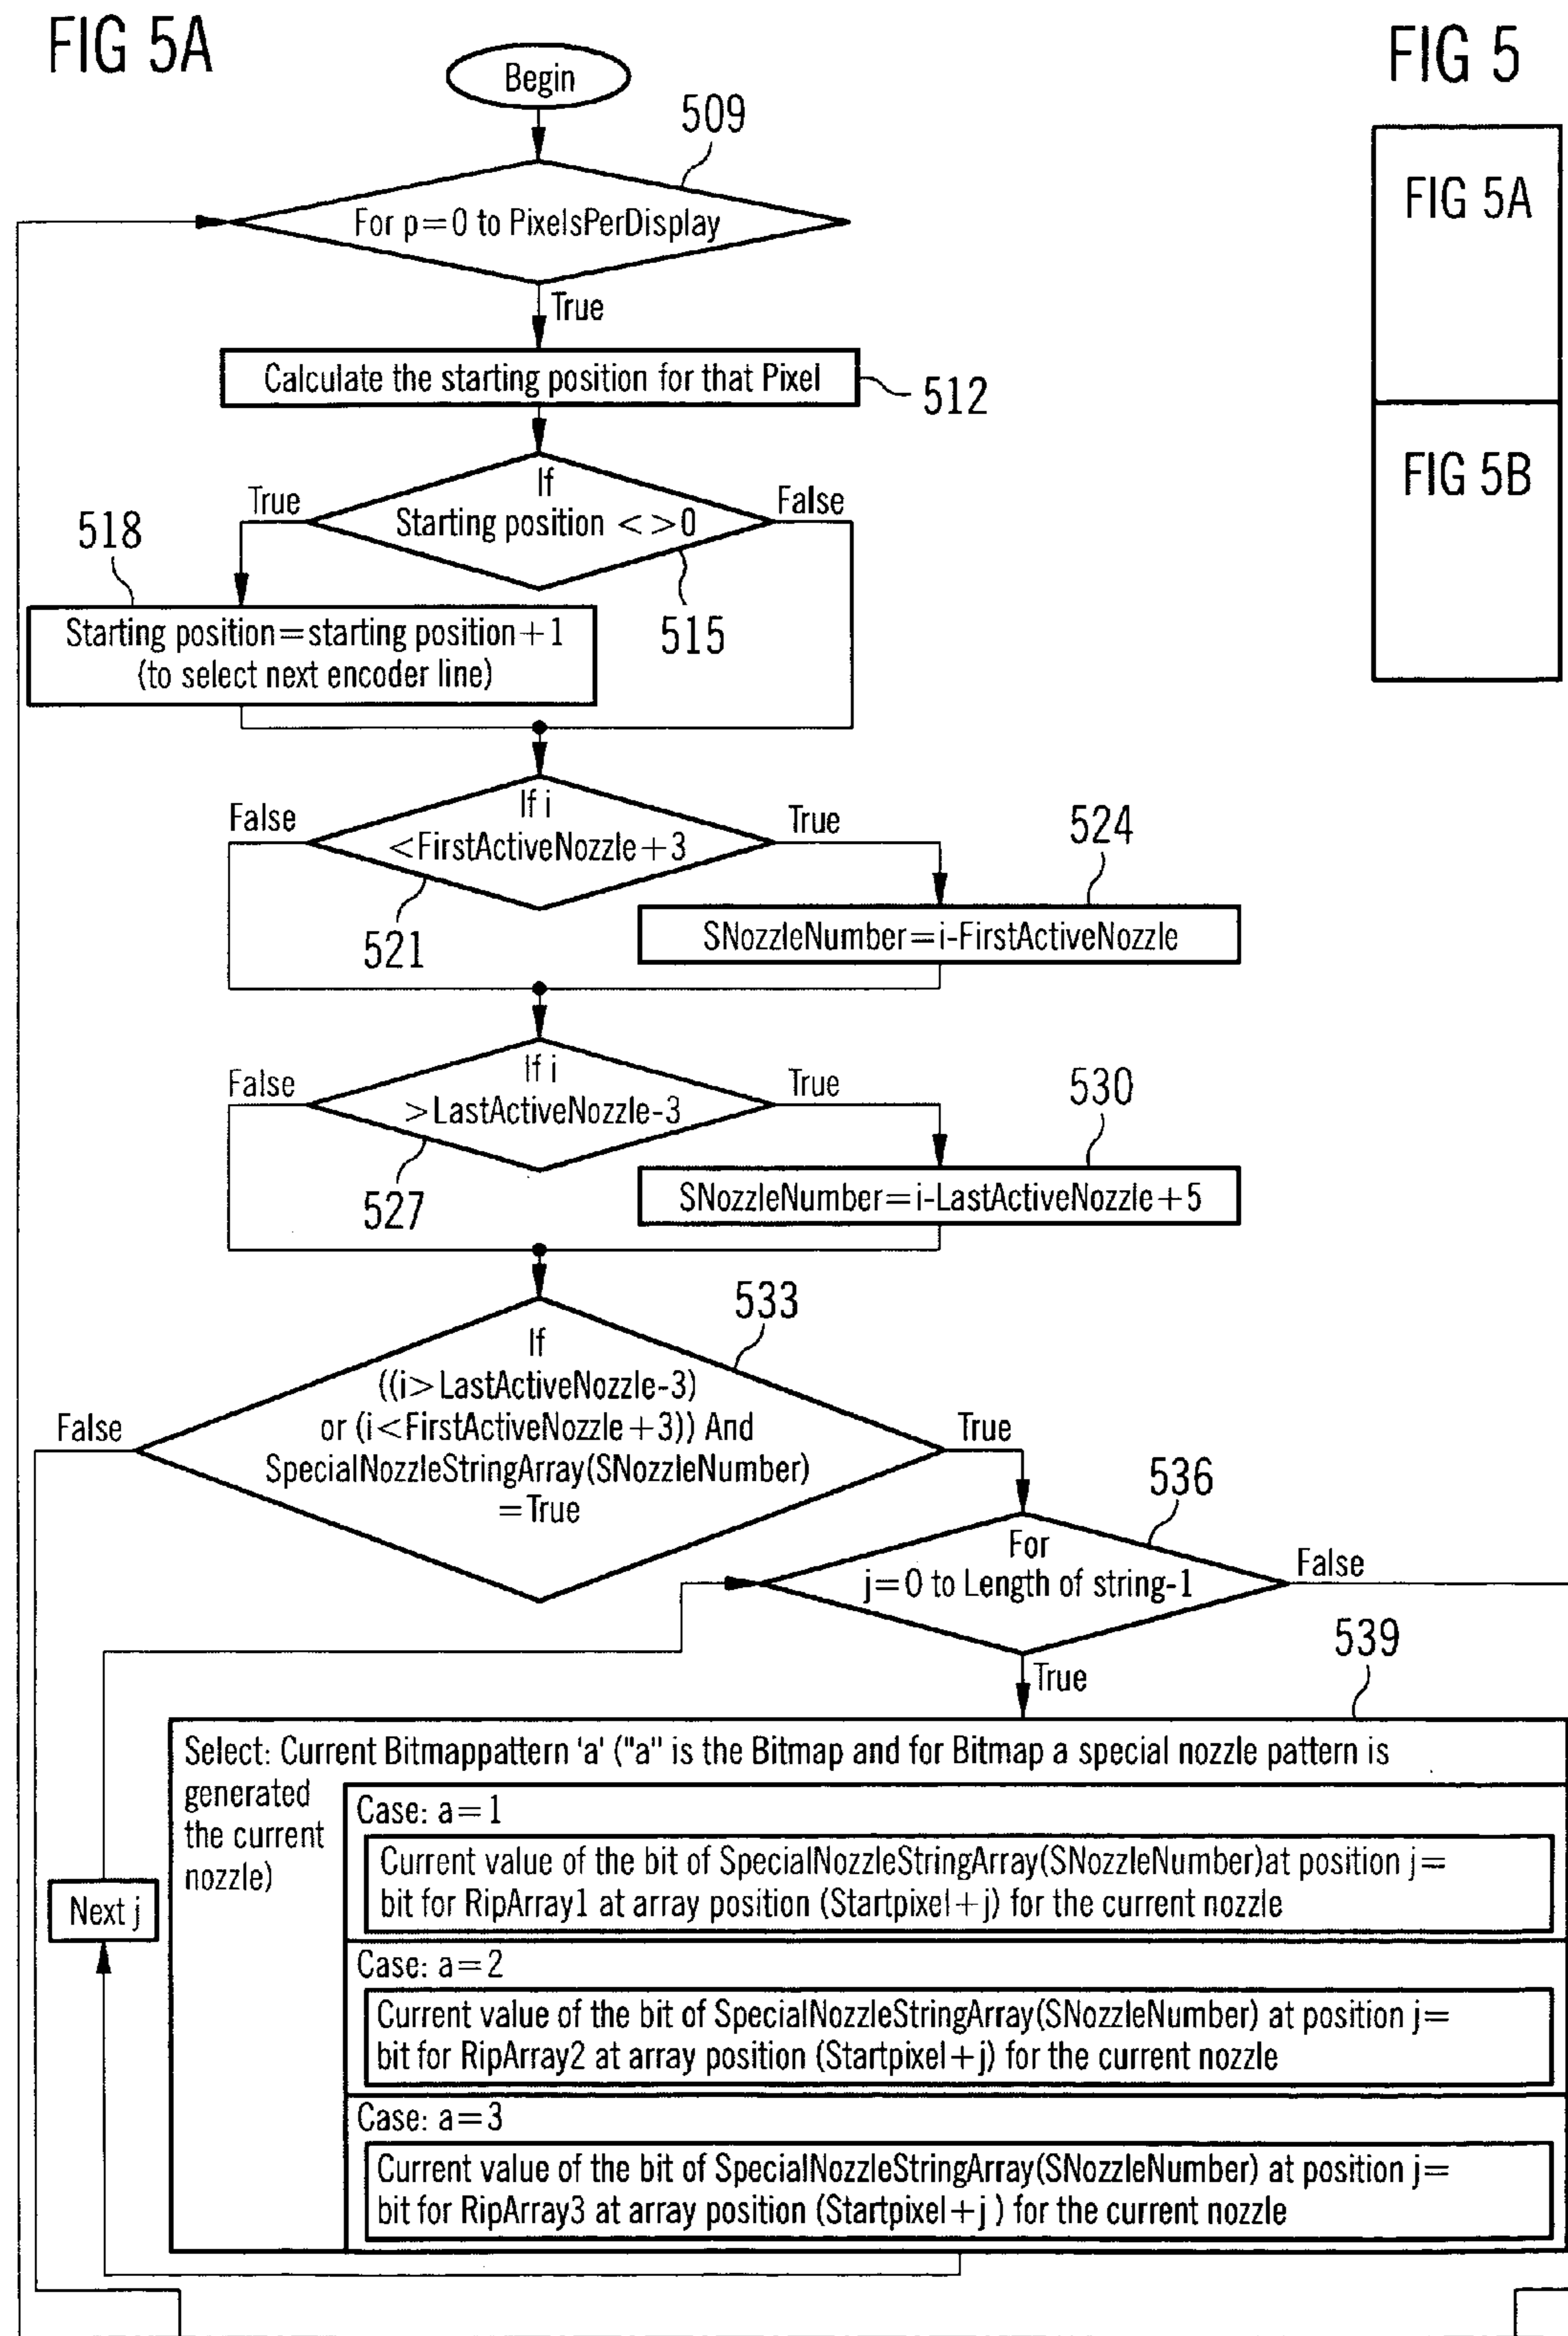 FIG 5A
Begin
509
For p=0 to PixelsPerDisplay
True
Calculate the starting position for that Pixel
512
If
Starting position < >0
True
False
515
518
Starting position=starting position+1
(to select next encoder line)
If i
<FirstActiveNozzle+3
False
True
521
524
SNozzleNumber=i-FirstActiveNozzle
If i
>LastActiveNozzle-3
False
True
527
530
SNozzleNumber=i-LastActiveNozzle+5
533
If
((i>LastActiveNozzle-3)
or (i<FirstActiveNozzle+3)) And
SpecialNozzleStringArray(SNozzleNumber)
=True
False
True
536
For
j=0 to Length of string-1
False
True
539
Select: Current Bitmappattern 'a' ("a" is the Bitmap and for Bitmap a special nozzle pattern is
generated
the current
nozzle)
Case: a=1
Current value of the bit of SpecialNozzleStringArray(SNozzleNumber)at position j=
bit for RipArray1 at array position (Startpixel+j) for the current nozzle
Case: a=2
Current value of the bit of SpecialNozzleStringArray(SNozzleNumber) at position j=
bit for RipArray2 at array position (Startpixel+j) for the current nozzle
Case: a=3
Current value of the bit of SpecialNozzleStringArray(SNozzleNumber) at position j=
bit for RipArray3 at array position (Startpixel+j ) for the current nozzle
Next j
FIG 5
FIG 5A
FIG 5B